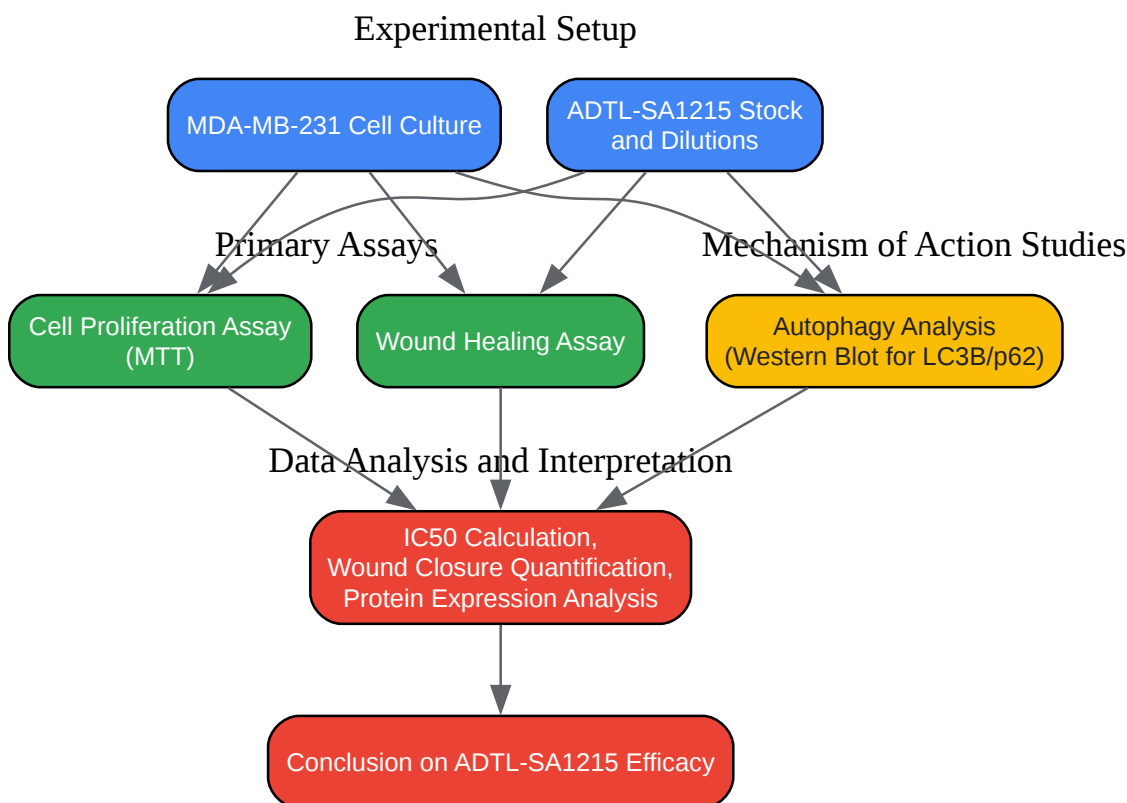 Experimental Setup
MDA-MB-231 Cell Culture
ADTL-SA1215 Stock
and Dilutions
Primary Assays
Mechanism of Action Studies
Cell Proliferation Assay
(MTT)
Wound Healing Assay
Autophagy Analysis
(Western Blot for LC3B/p62)
Data Analysis and Interpretation
IC50 Calculation,
Wound Closure Quantification,
Protein Expression Analysis
Conclusion on ADTL-SA1215 Efficacy